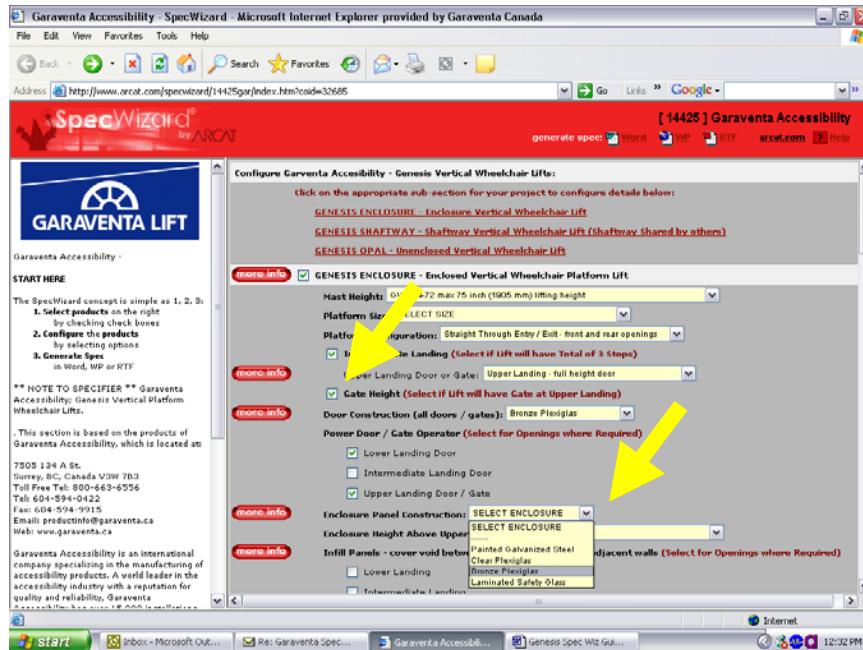 Garaventa Accessibility - SpecWizard - Microsoft Internet Explorer provided by Garaventa Canada
File Edit View Favorites Tools Help
Back Search Favorites
Address http://www.arcat.com/specwizard/14425gar/index.htm?coid=32685 Go Links » Google - »
SpecWizard
by ARCAT
[ 14425 ] Garaventa Accessibility
generate spec: Word WP RTF arcat.com ? Help
GARAVENTA LIFT
Garaventa Accessibility -
START HERE
The SpecWizard concept is simple as 1, 2, 3:
1. Select products on the right
by checking check boxes
2. Configure the products
by selecting options
3. Generate Spec
in Word, WP or RTF
** NOTE TO SPECIFIER ** Garaventa
Accessibility; Genesis Vertical Platform
Wheelchair Lifts.
. This section is based on the products of
Garaventa Accessibility, which is located at:
7505 134 A St.
Surrey, BC, Canada V3W 7B3
Toll Free Tel: 800-663-6556
Tel: 604-594-0422
Fax: 604-594-9915
Email: productinfo@garaventa.ca
Web: www.garaventa.ca
Garaventa Accessibility is an international
company specializing in the manufacturing of
accessibility products. A world leader in the
accessibility industry with a reputation for
quality and reliability, Garaventa
Configure Garventa Accesibility - Genesis Vertical Wheelchair Lifts:
Click on the appropriate sub-section for your project to configure details below:
GENESIS ENCLOSURE - Enclosure Vertical Wheelchair Lift
GENESIS SHAFTWAY - Shaftway Vertical Wheelchair Lift (Shaftway Shared by others)
GENESIS OPAL - Unenclosed Vertical Wheelchair Lift
more info GENESIS ENCLOSURE - Enclosed Vertical Wheelchair Platform Lift
Mast Height: -72 max 75 inch (1905 mm) lifting height
Platform Size: SELECT SIZE
Platform Configuration: Straight Through Entry / Exit - front and rear openings
Landing (Select if Lift will have Total of 3 Stops)
more info Upper Landing Door or Gate: Upper Landing - full height door
Gate Height (Select if Lift will have Gate at Upper Landing)
more info Door Construction (all doors / gates): Bronze Plexiglas
Power Door / Gate Operator (Select for Openings where Required)
Lower Landing Door
Intermediate Landing Door
Upper Landing Door / Gate
more info Enclosure Panel Construction: SELECT ENCLOSURE
SELECT ENCLOSURE
------
Painted Galvanized Steel
Clear Plexiglas
Bronze Plexiglas
Laminated Safety Glass
Enclosure Height Above Upper
more info Infill Panels - cover void betw adjacent walls (Select for Openings where Required)
Lower Landing
Intermediate Landing
Internet
start Inbox - Microsoft Out... Re: Garaventa Spec... Garaventa Accessibili... Genesis Spec Wiz Gui... 12:32 PM